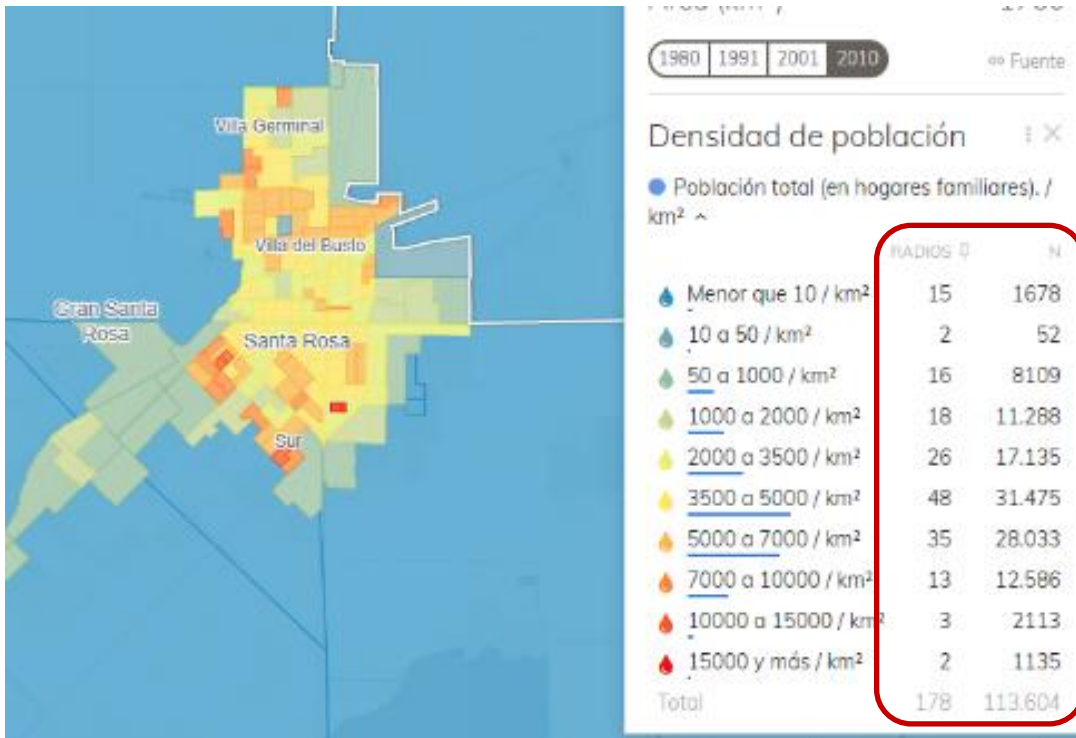 Villa Germinal
Villa del Busto
Gran Santa
Rosa
Santa Rosa
Sur
1980 1991 2001 2010
Fuente
Densidad de población
Población total (en hogares familiares). /
km²
RADIOS N
Menor que 10 / km² 15 1678
10 a 50 / km² 2 52
50 a 1000 / km² 16 8109
1000 a 2000 / km² 18 11.288
2000 a 3500 / km² 26 17.135
3500 a 5000 / km² 48 31.475
5000 a 7000 / km² 35 28.033
7000 a 10000 / km² 13 12.586
10000 a 15000 / km² 3 2113
15000 y más / km² 2 1135
Total 178 113.604